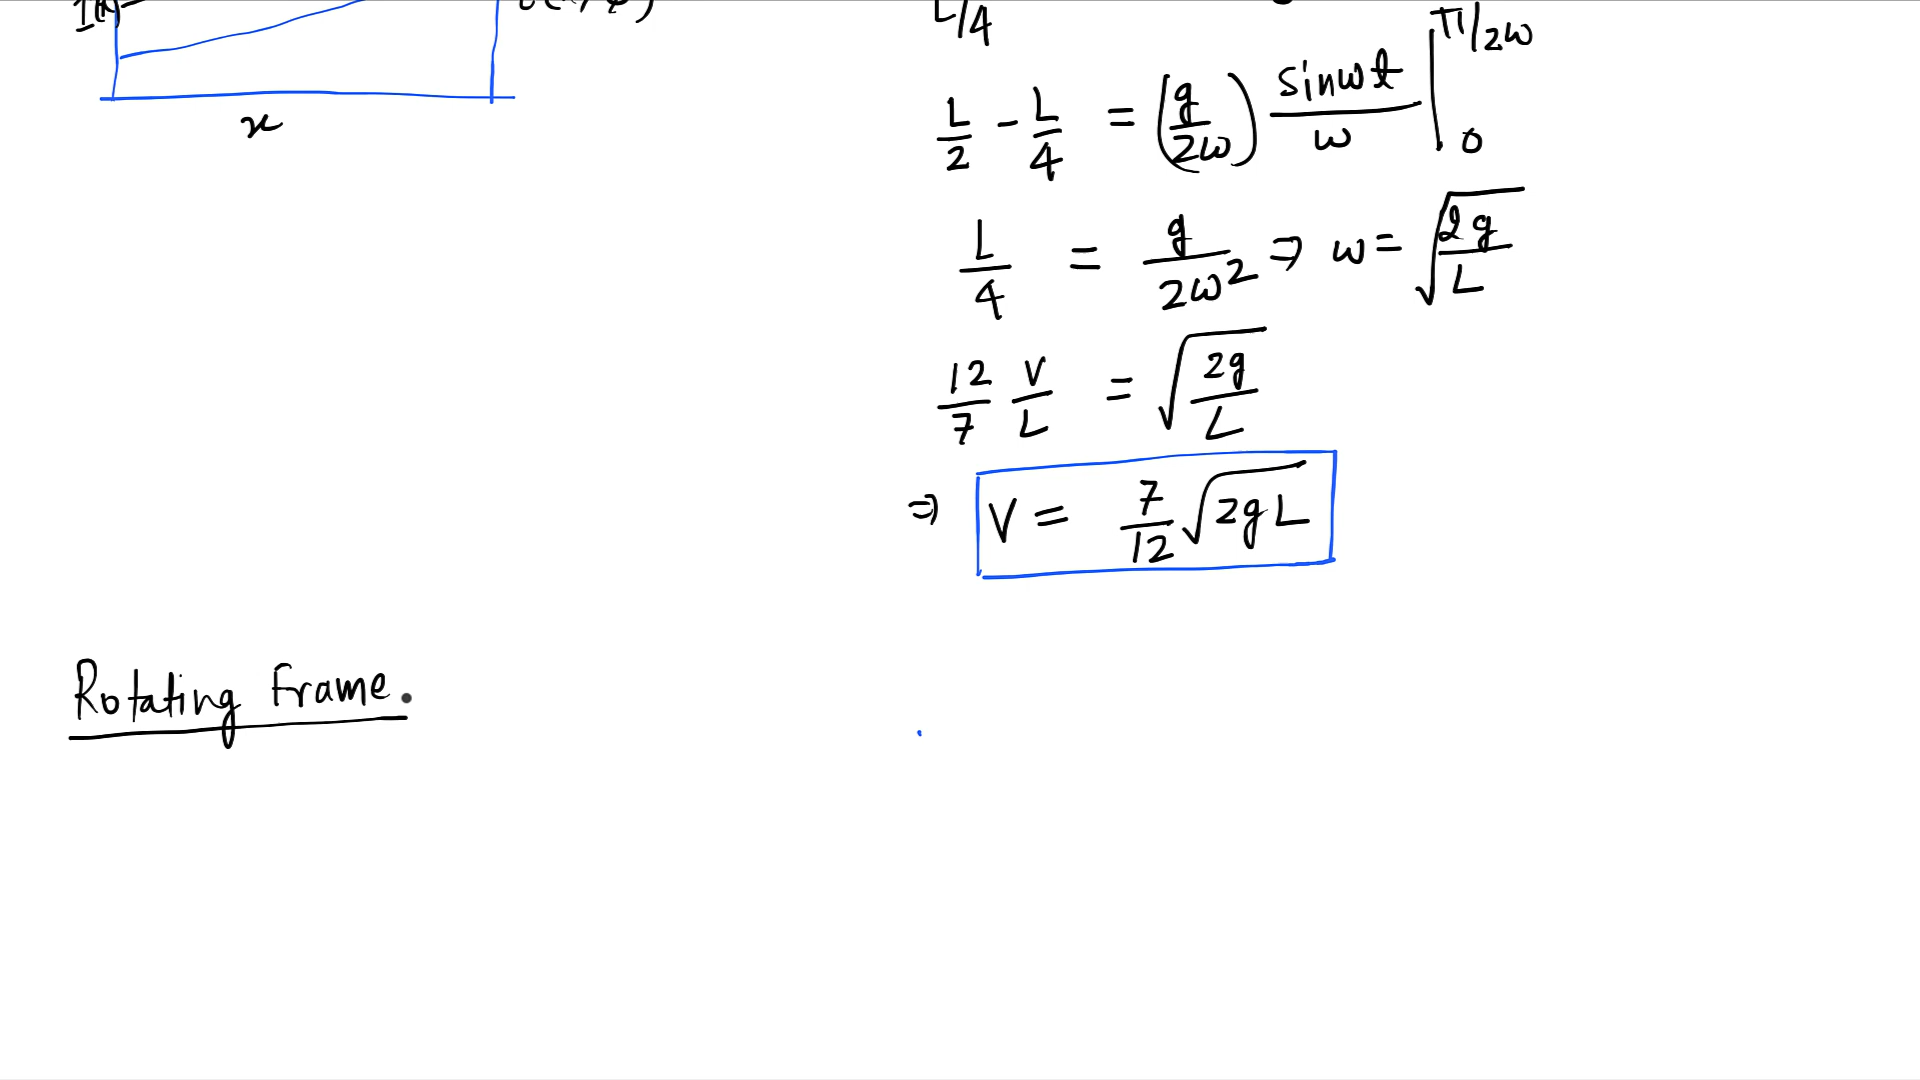 x
L/4
L/2 - L/4 = (g/2ω) sinωt/ω |₀^π/2ω
L/4 = g/2ω² ⇒ ω = √(2g/L)
12/7 V/L = √(2g/L)
⇒ V = 7/12 √(2gL)
Rotating Frame.